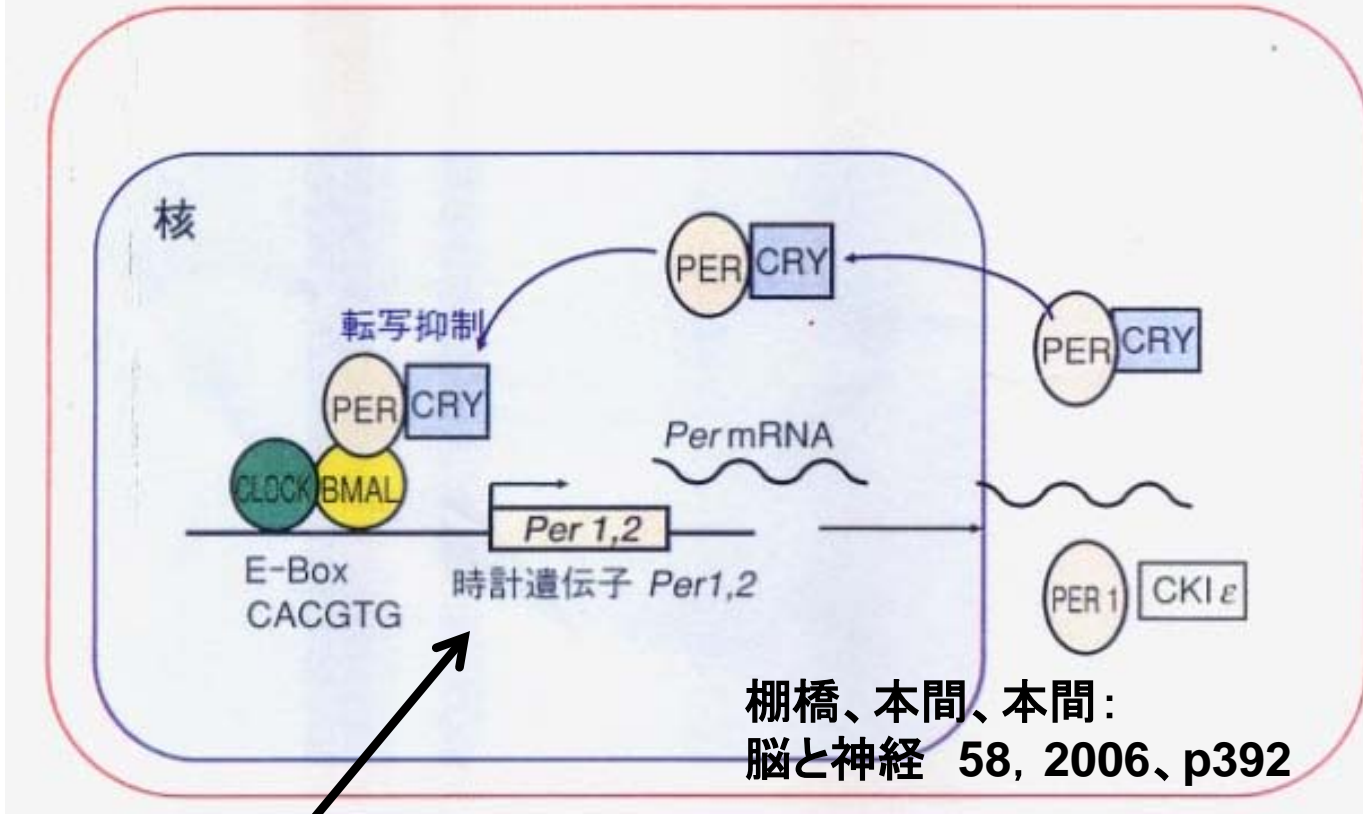 核
PER CRY
転写抑制
PER CRY
PER CRY
Per mRNA
CLOCK BMAL
Per 1,2
E-Box
CACGTG
時計遺伝子 Per1,2
PER 1 CKIε
棚橋、本間、本間:
脳と神経 58, 2006、p392